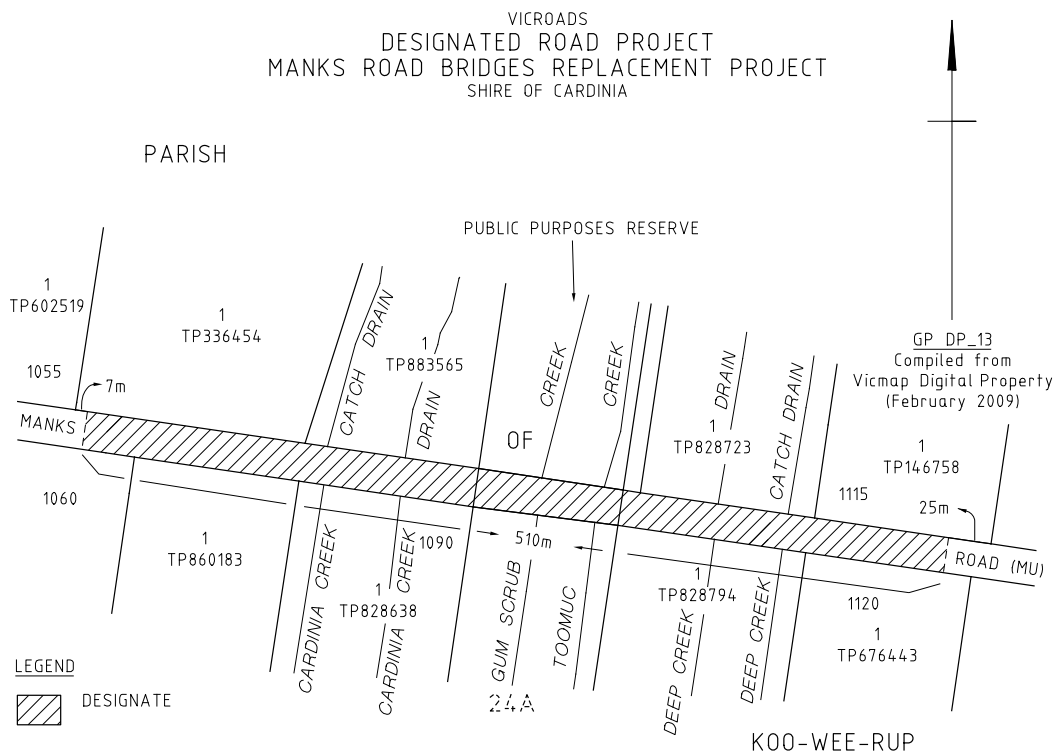 VICROADS
DESIGNATED ROAD PROJECT
MANKS ROAD BRIDGES REPLACEMENT PROJECT
SHIRE OF CARDINIA
PARISH
PUBLIC PURPOSES RESERVE
1
TP602519
1
TP336454
CATCH DRAIN
1
TP883565
DRAIN
CREEK
CREEK
DRAIN
CATCH DRAIN
GP DP_13
Compiled from
Vicmap Digital Property
(February 2009)
1055
7m
MANKS
OF
1
TP828723
1
TP146758
1115
25m
ROAD (MU)
1060
1
TP860183
1090
510m
1
TP828638
1
TP828794
1120
1
TP676443
CARDINIA CREEK
CARDINIA CREEK
GUM SCRUB
TOOMUC
DEEP CREEK
DEEP CREEK
LEGEND
DESIGNATE
24A
KOO-WEE-RUP